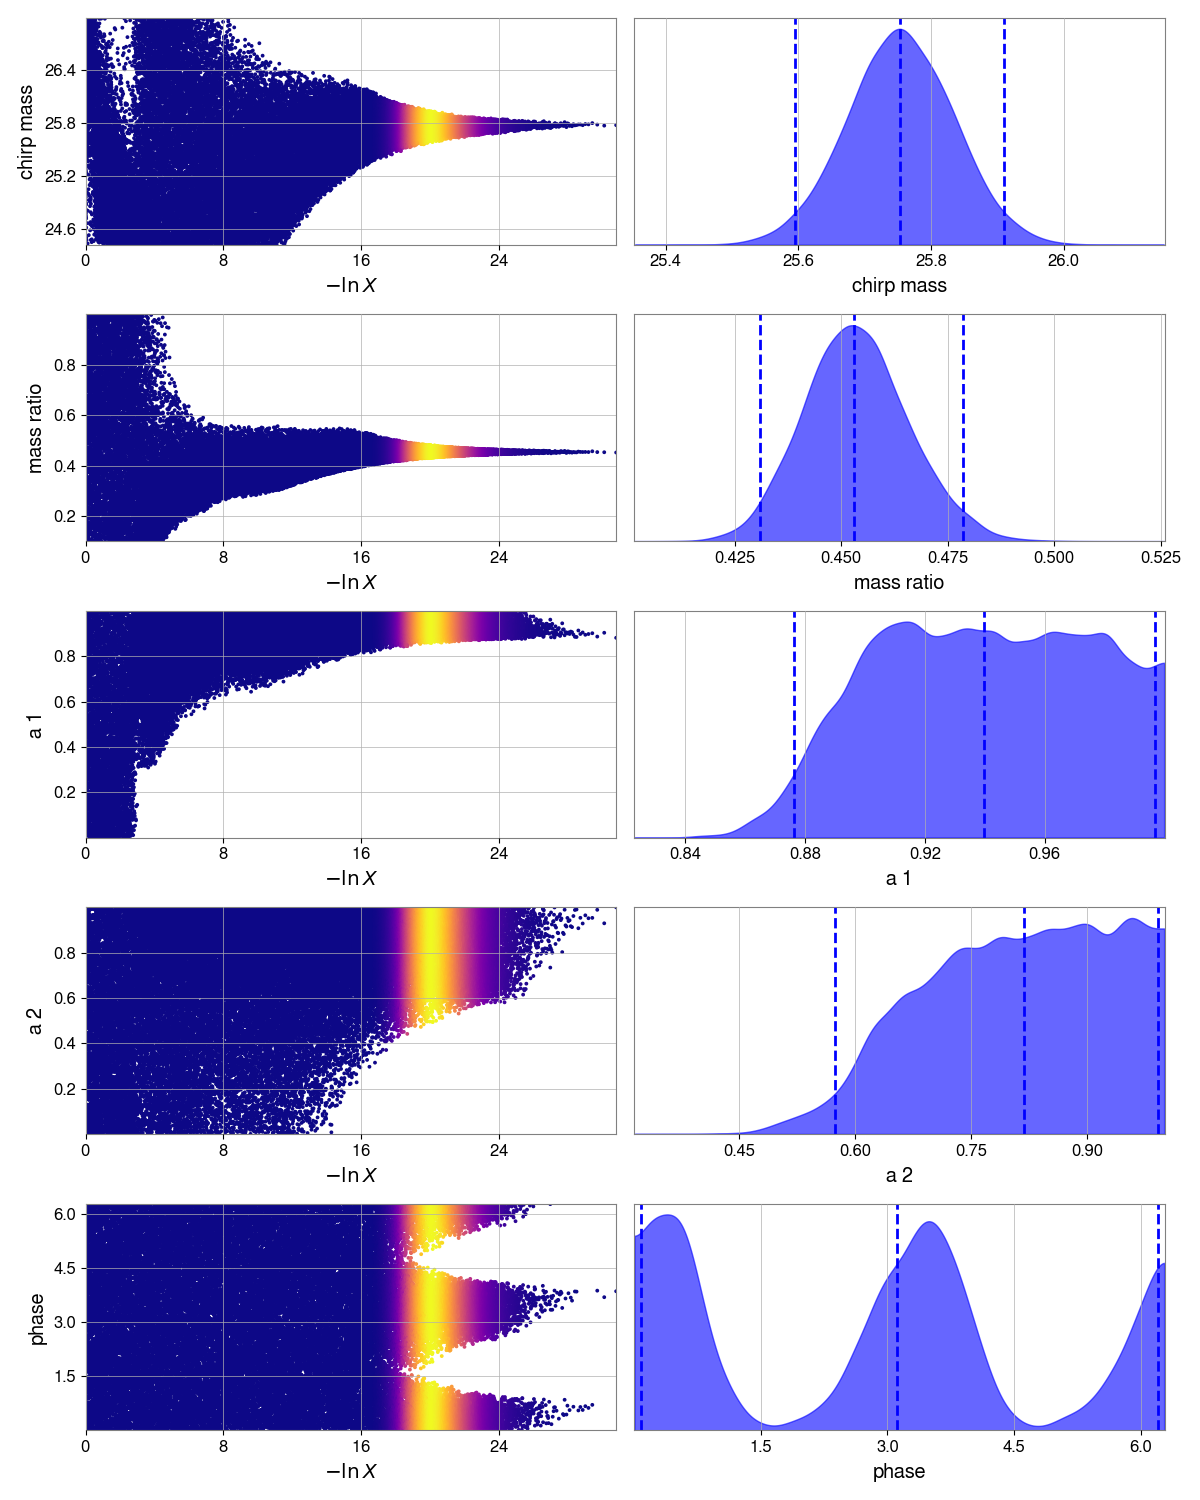 26.4
25.8
25.2
24.6
chirp mass
0 8 16 24
−ln X
25.4 25.6 25.8 26.0
chirp mass
0.8
0.6
0.4
0.2
mass ratio
0 8 16 24
−ln X
0.425 0.450 0.475 0.500 0.525
mass ratio
0.8
0.6
0.4
0.2
a 1
0 8 16 24
−ln X
0.84 0.88 0.92 0.96
a 1
0.8
0.6
0.4
0.2
a 2
0 8 16 24
−ln X
0.45 0.60 0.75 0.90
a 2
6.0
4.5
3.0
1.5
phase
0 8 16 24
−ln X
1.5 3.0 4.5 6.0
phase